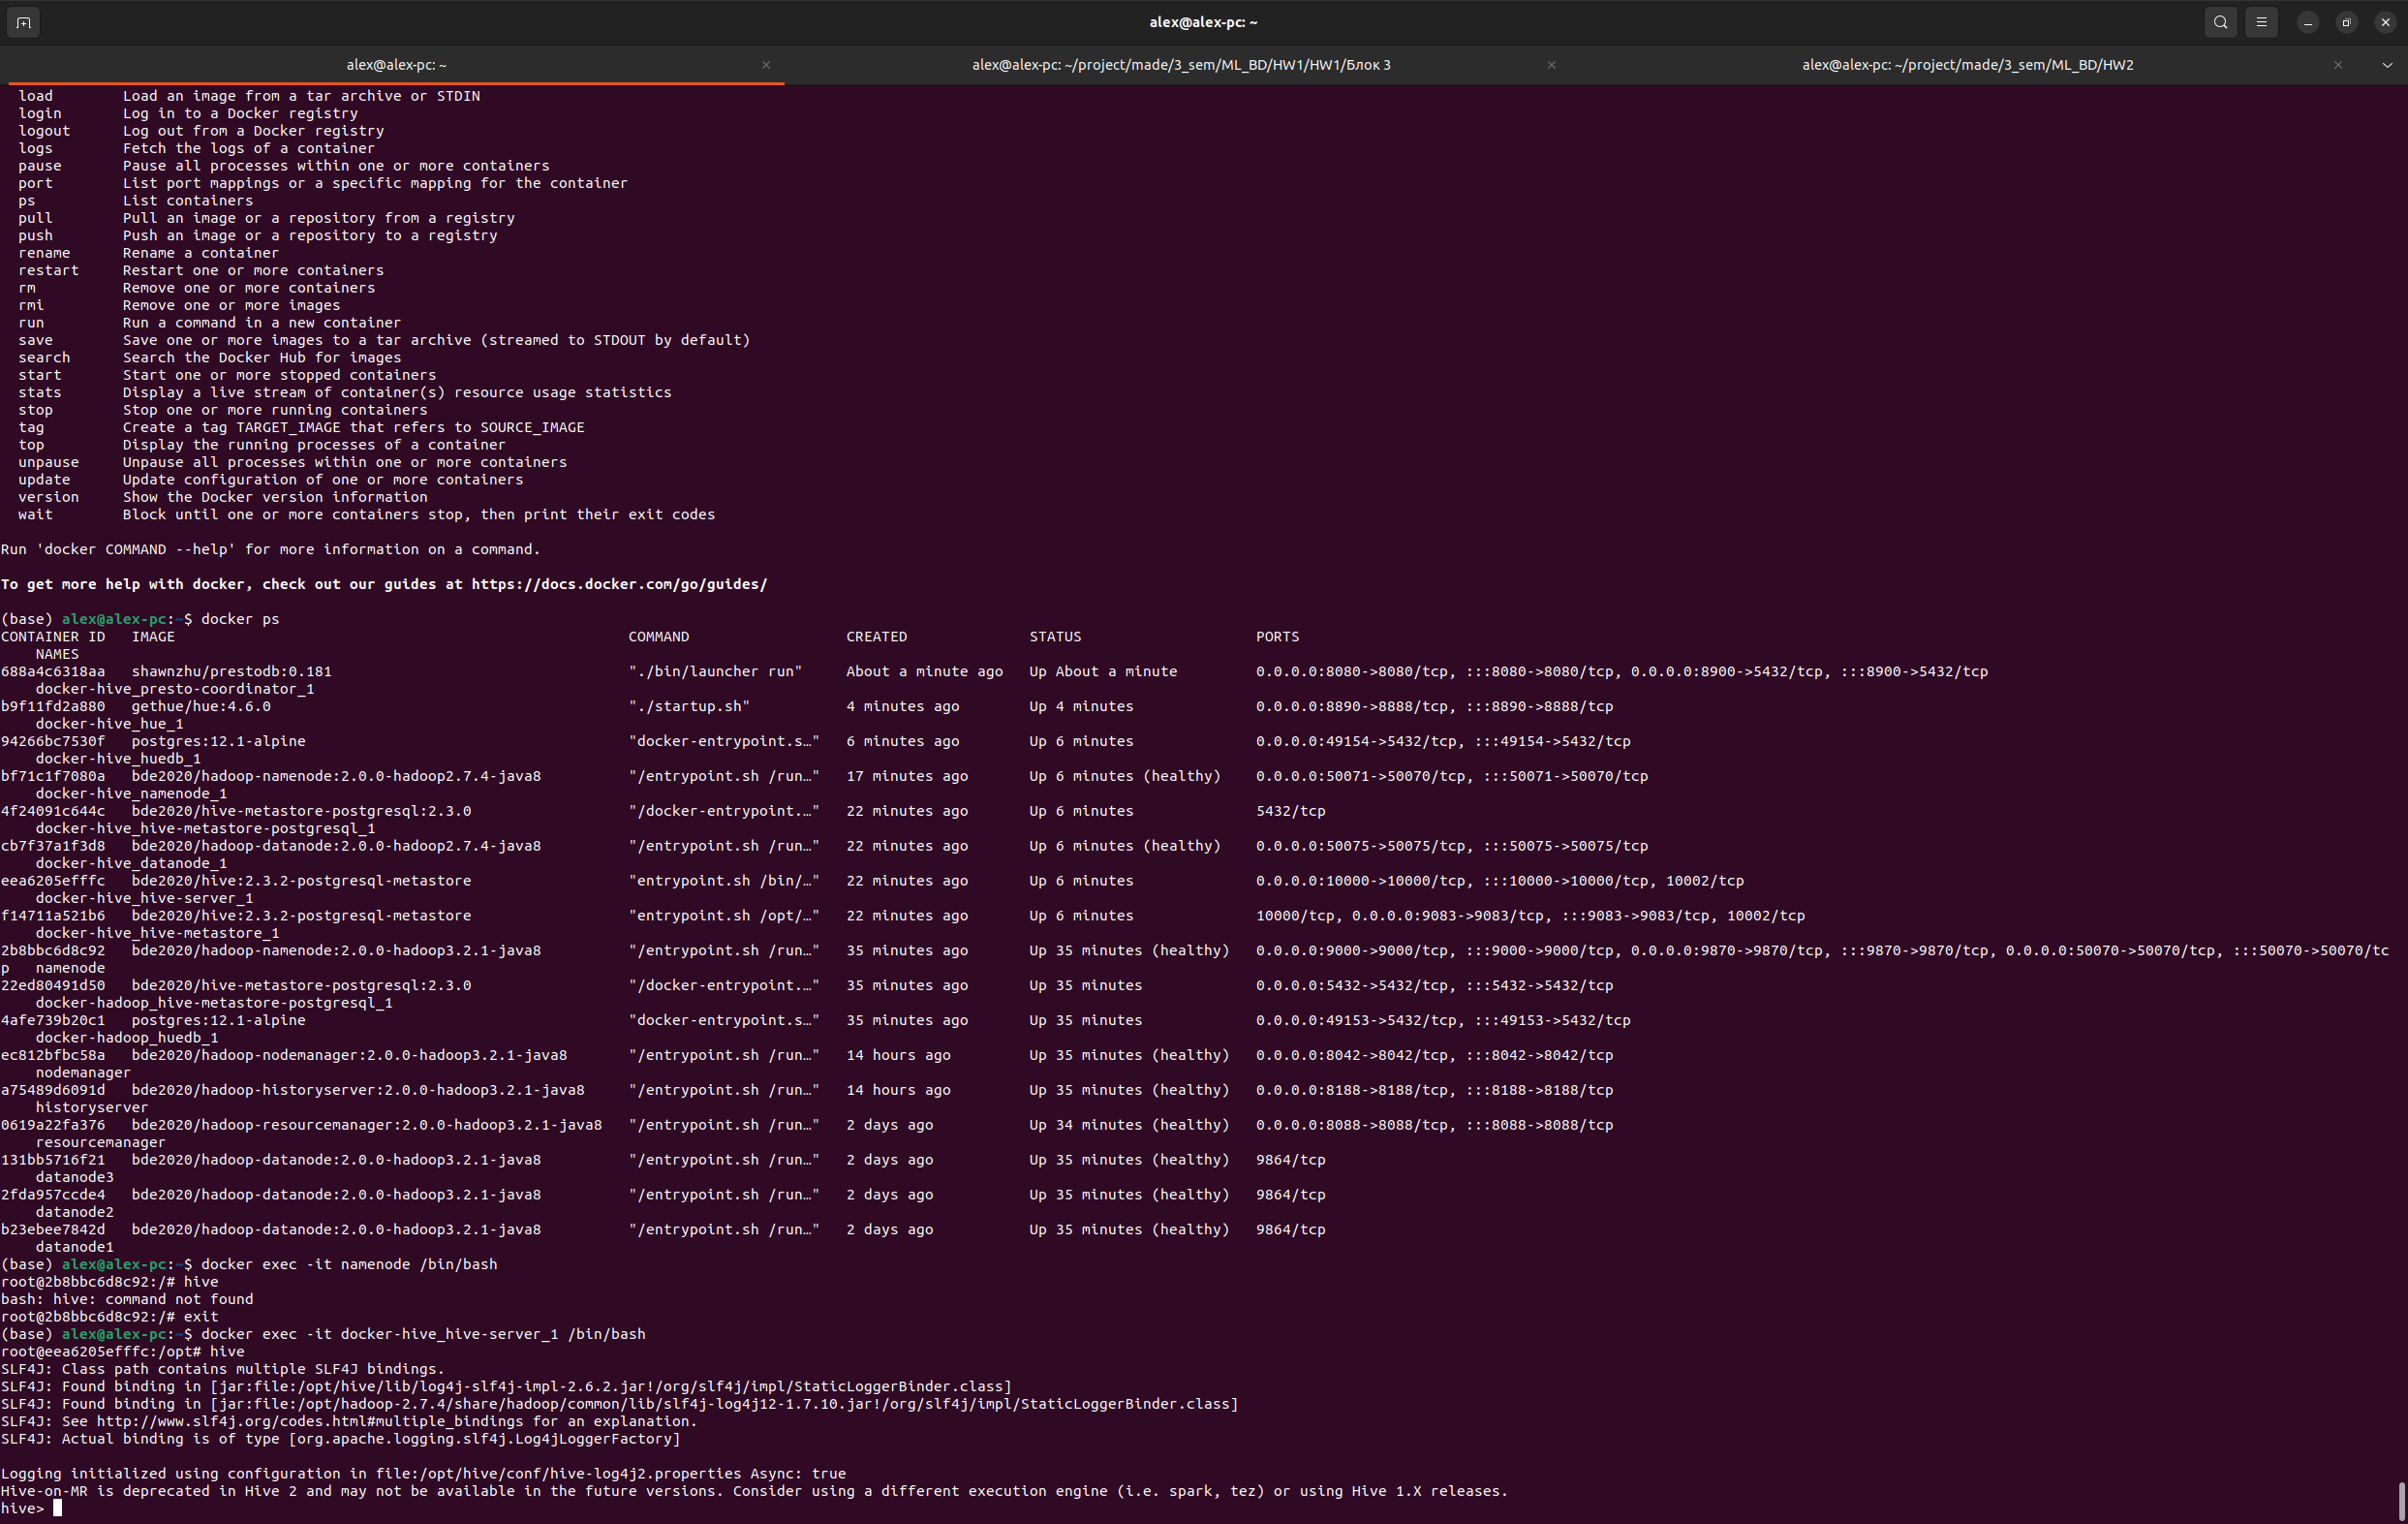 alex@alex-pc: ~
alex@alex-pc: ~
alex@alex-pc: ~/project/made/3_sem/ML_BD/HW1/HW1/Блок 3
alex@alex-pc: ~/project/made/3_sem/ML_BD/HW2
  load        Load an image from a tar archive or STDIN
  login       Log in to a Docker registry
  logout      Log out from a Docker registry
  logs        Fetch the logs of a container
  pause       Pause all processes within one or more containers
  port        List port mappings or a specific mapping for the container
  ps          List containers
  pull        Pull an image or a repository from a registry
  push        Push an image or a repository to a registry
  rename      Rename a container
  restart     Restart one or more containers
  rm          Remove one or more containers
  rmi         Remove one or more images
  run         Run a command in a new container
  save        Save one or more images to a tar archive (streamed to STDOUT by default)
  search      Search the Docker Hub for images
  start       Start one or more stopped containers
  stats       Display a live stream of container(s) resource usage statistics
  stop        Stop one or more running containers
  tag         Create a tag TARGET_IMAGE that refers to SOURCE_IMAGE
  top         Display the running processes of a container
  unpause     Unpause all processes within one or more containers
  update      Update configuration of one or more containers
  version     Show the Docker version information
  wait        Block until one or more containers stop, then print their exit codes
Run 'docker COMMAND --help' for more information on a command.
To get more help with docker, check out our guides at https://docs.docker.com/go/guides/
(base) alex@alex-pc:~$ docker ps
CONTAINER ID   IMAGE   COMMAND   CREATED   STATUS   PORTS
    NAMES
688a4c6318aa   shawnzhu/prestodb:0.181   "./bin/launcher run"   About a minute ago   Up About a minute   0.0.0.0:8080->8080/tcp, :::8080->8080/tcp, 0.0.0.0:8900->5432/tcp, :::8900->5432/tcp
    docker-hive_presto-coordinator_1
b9f11fd2a880   gethue/hue:4.6.0   "./startup.sh"   4 minutes ago   Up 4 minutes   0.0.0.0:8890->8888/tcp, :::8890->8888/tcp
    docker-hive_hue_1
94266bc7530f   postgres:12.1-alpine   "docker-entrypoint.s…"   6 minutes ago   Up 6 minutes   0.0.0.0:49154->5432/tcp, :::49154->5432/tcp
    docker-hive_huedb_1
bf71c1f7080a   bde2020/hadoop-namenode:2.0.0-hadoop2.7.4-java8   "/entrypoint.sh /run…"   17 minutes ago   Up 6 minutes (healthy)   0.0.0.0:50071->50070/tcp, :::50071->50070/tcp
    docker-hive_namenode_1
4f24091c644c   bde2020/hive-metastore-postgresql:2.3.0   "/docker-entrypoint.…"   22 minutes ago   Up 6 minutes   5432/tcp
    docker-hive_hive-metastore-postgresql_1
cb7f37a1f3d8   bde2020/hadoop-datanode:2.0.0-hadoop2.7.4-java8   "/entrypoint.sh /run…"   22 minutes ago   Up 6 minutes (healthy)   0.0.0.0:50075->50075/tcp, :::50075->50075/tcp
    docker-hive_datanode_1
eea6205efffc   bde2020/hive:2.3.2-postgresql-metastore   "entrypoint.sh /bin/…"   22 minutes ago   Up 6 minutes   0.0.0.0:10000->10000/tcp, :::10000->10000/tcp, 10002/tcp
    docker-hive_hive-server_1
f14711a521b6   bde2020/hive:2.3.2-postgresql-metastore   "entrypoint.sh /opt/…"   22 minutes ago   Up 6 minutes   10000/tcp, 0.0.0.0:9083->9083/tcp, :::9083->9083/tcp, 10002/tcp
    docker-hive_hive-metastore_1
2b8bbc6d8c92   bde2020/hadoop-namenode:2.0.0-hadoop3.2.1-java8   "/entrypoint.sh /run…"   35 minutes ago   Up 35 minutes (healthy)   0.0.0.0:9000->9000/tcp, :::9000->9000/tcp, 0.0.0.0:9870->9870/tcp, :::9870->9870/tcp, 0.0.0.0:50070->50070/tcp, :::50070->50070/tc
p   namenode
22ed80491d50   bde2020/hive-metastore-postgresql:2.3.0   "/docker-entrypoint.…"   35 minutes ago   Up 35 minutes   0.0.0.0:5432->5432/tcp, :::5432->5432/tcp
    docker-hadoop_hive-metastore-postgresql_1
4afe739b20c1   postgres:12.1-alpine   "docker-entrypoint.s…"   35 minutes ago   Up 35 minutes   0.0.0.0:49153->5432/tcp, :::49153->5432/tcp
    docker-hadoop_huedb_1
ec812bfbc58a   bde2020/hadoop-nodemanager:2.0.0-hadoop3.2.1-java8   "/entrypoint.sh /run…"   14 hours ago   Up 35 minutes (healthy)   0.0.0.0:8042->8042/tcp, :::8042->8042/tcp
    nodemanager
a75489d6091d   bde2020/hadoop-historyserver:2.0.0-hadoop3.2.1-java8   "/entrypoint.sh /run…"   14 hours ago   Up 35 minutes (healthy)   0.0.0.0:8188->8188/tcp, :::8188->8188/tcp
    historyserver
0619a22fa376   bde2020/hadoop-resourcemanager:2.0.0-hadoop3.2.1-java8   "/entrypoint.sh /run…"   2 days ago   Up 34 minutes (healthy)   0.0.0.0:8088->8088/tcp, :::8088->8088/tcp
    resourcemanager
131bb5716f21   bde2020/hadoop-datanode:2.0.0-hadoop3.2.1-java8   "/entrypoint.sh /run…"   2 days ago   Up 35 minutes (healthy)   9864/tcp
    datanode3
2fda957ccde4   bde2020/hadoop-datanode:2.0.0-hadoop3.2.1-java8   "/entrypoint.sh /run…"   2 days ago   Up 35 minutes (healthy)   9864/tcp
    datanode2
b23ebee7842d   bde2020/hadoop-datanode:2.0.0-hadoop3.2.1-java8   "/entrypoint.sh /run…"   2 days ago   Up 35 minutes (healthy)   9864/tcp
    datanode1
(base) alex@alex-pc:~$ docker exec -it namenode /bin/bash
root@2b8bbc6d8c92:/# hive
bash: hive: command not found
root@2b8bbc6d8c92:/# exit
(base) alex@alex-pc:~$ docker exec -it docker-hive_hive-server_1 /bin/bash
root@eea6205efffc:/opt# hive
SLF4J: Class path contains multiple SLF4J bindings.
SLF4J: Found binding in [jar:file:/opt/hive/lib/log4j-slf4j-impl-2.6.2.jar!/org/slf4j/impl/StaticLoggerBinder.class]
SLF4J: Found binding in [jar:file:/opt/hadoop-2.7.4/share/hadoop/common/lib/slf4j-log4j12-1.7.10.jar!/org/slf4j/impl/StaticLoggerBinder.class]
SLF4J: See http://www.slf4j.org/codes.html#multiple_bindings for an explanation.
SLF4J: Actual binding is of type [org.apache.logging.slf4j.Log4jLoggerFactory]
Logging initialized using configuration in file:/opt/hive/conf/hive-log4j2.properties Async: true
Hive-on-MR is deprecated in Hive 2 and may not be available in the future versions. Consider using a different execution engine (i.e. spark, tez) or using Hive 1.X releases.
hive>